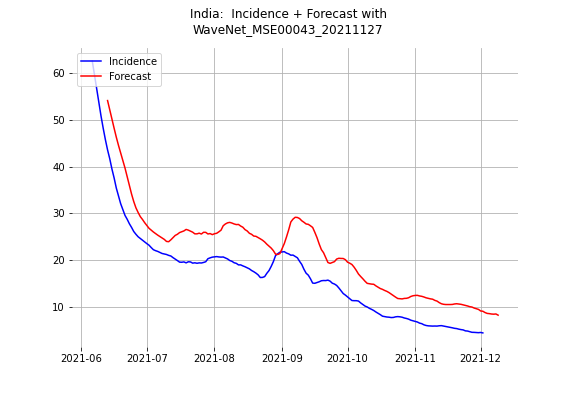 India:  Incidence + Forecast with
WaveNet_MSE00043_20211127
Incidence
Forecast
60
50
40
30
20
10
2021-06 2021-07 2021-08 2021-09 2021-10 2021-11 2021-12